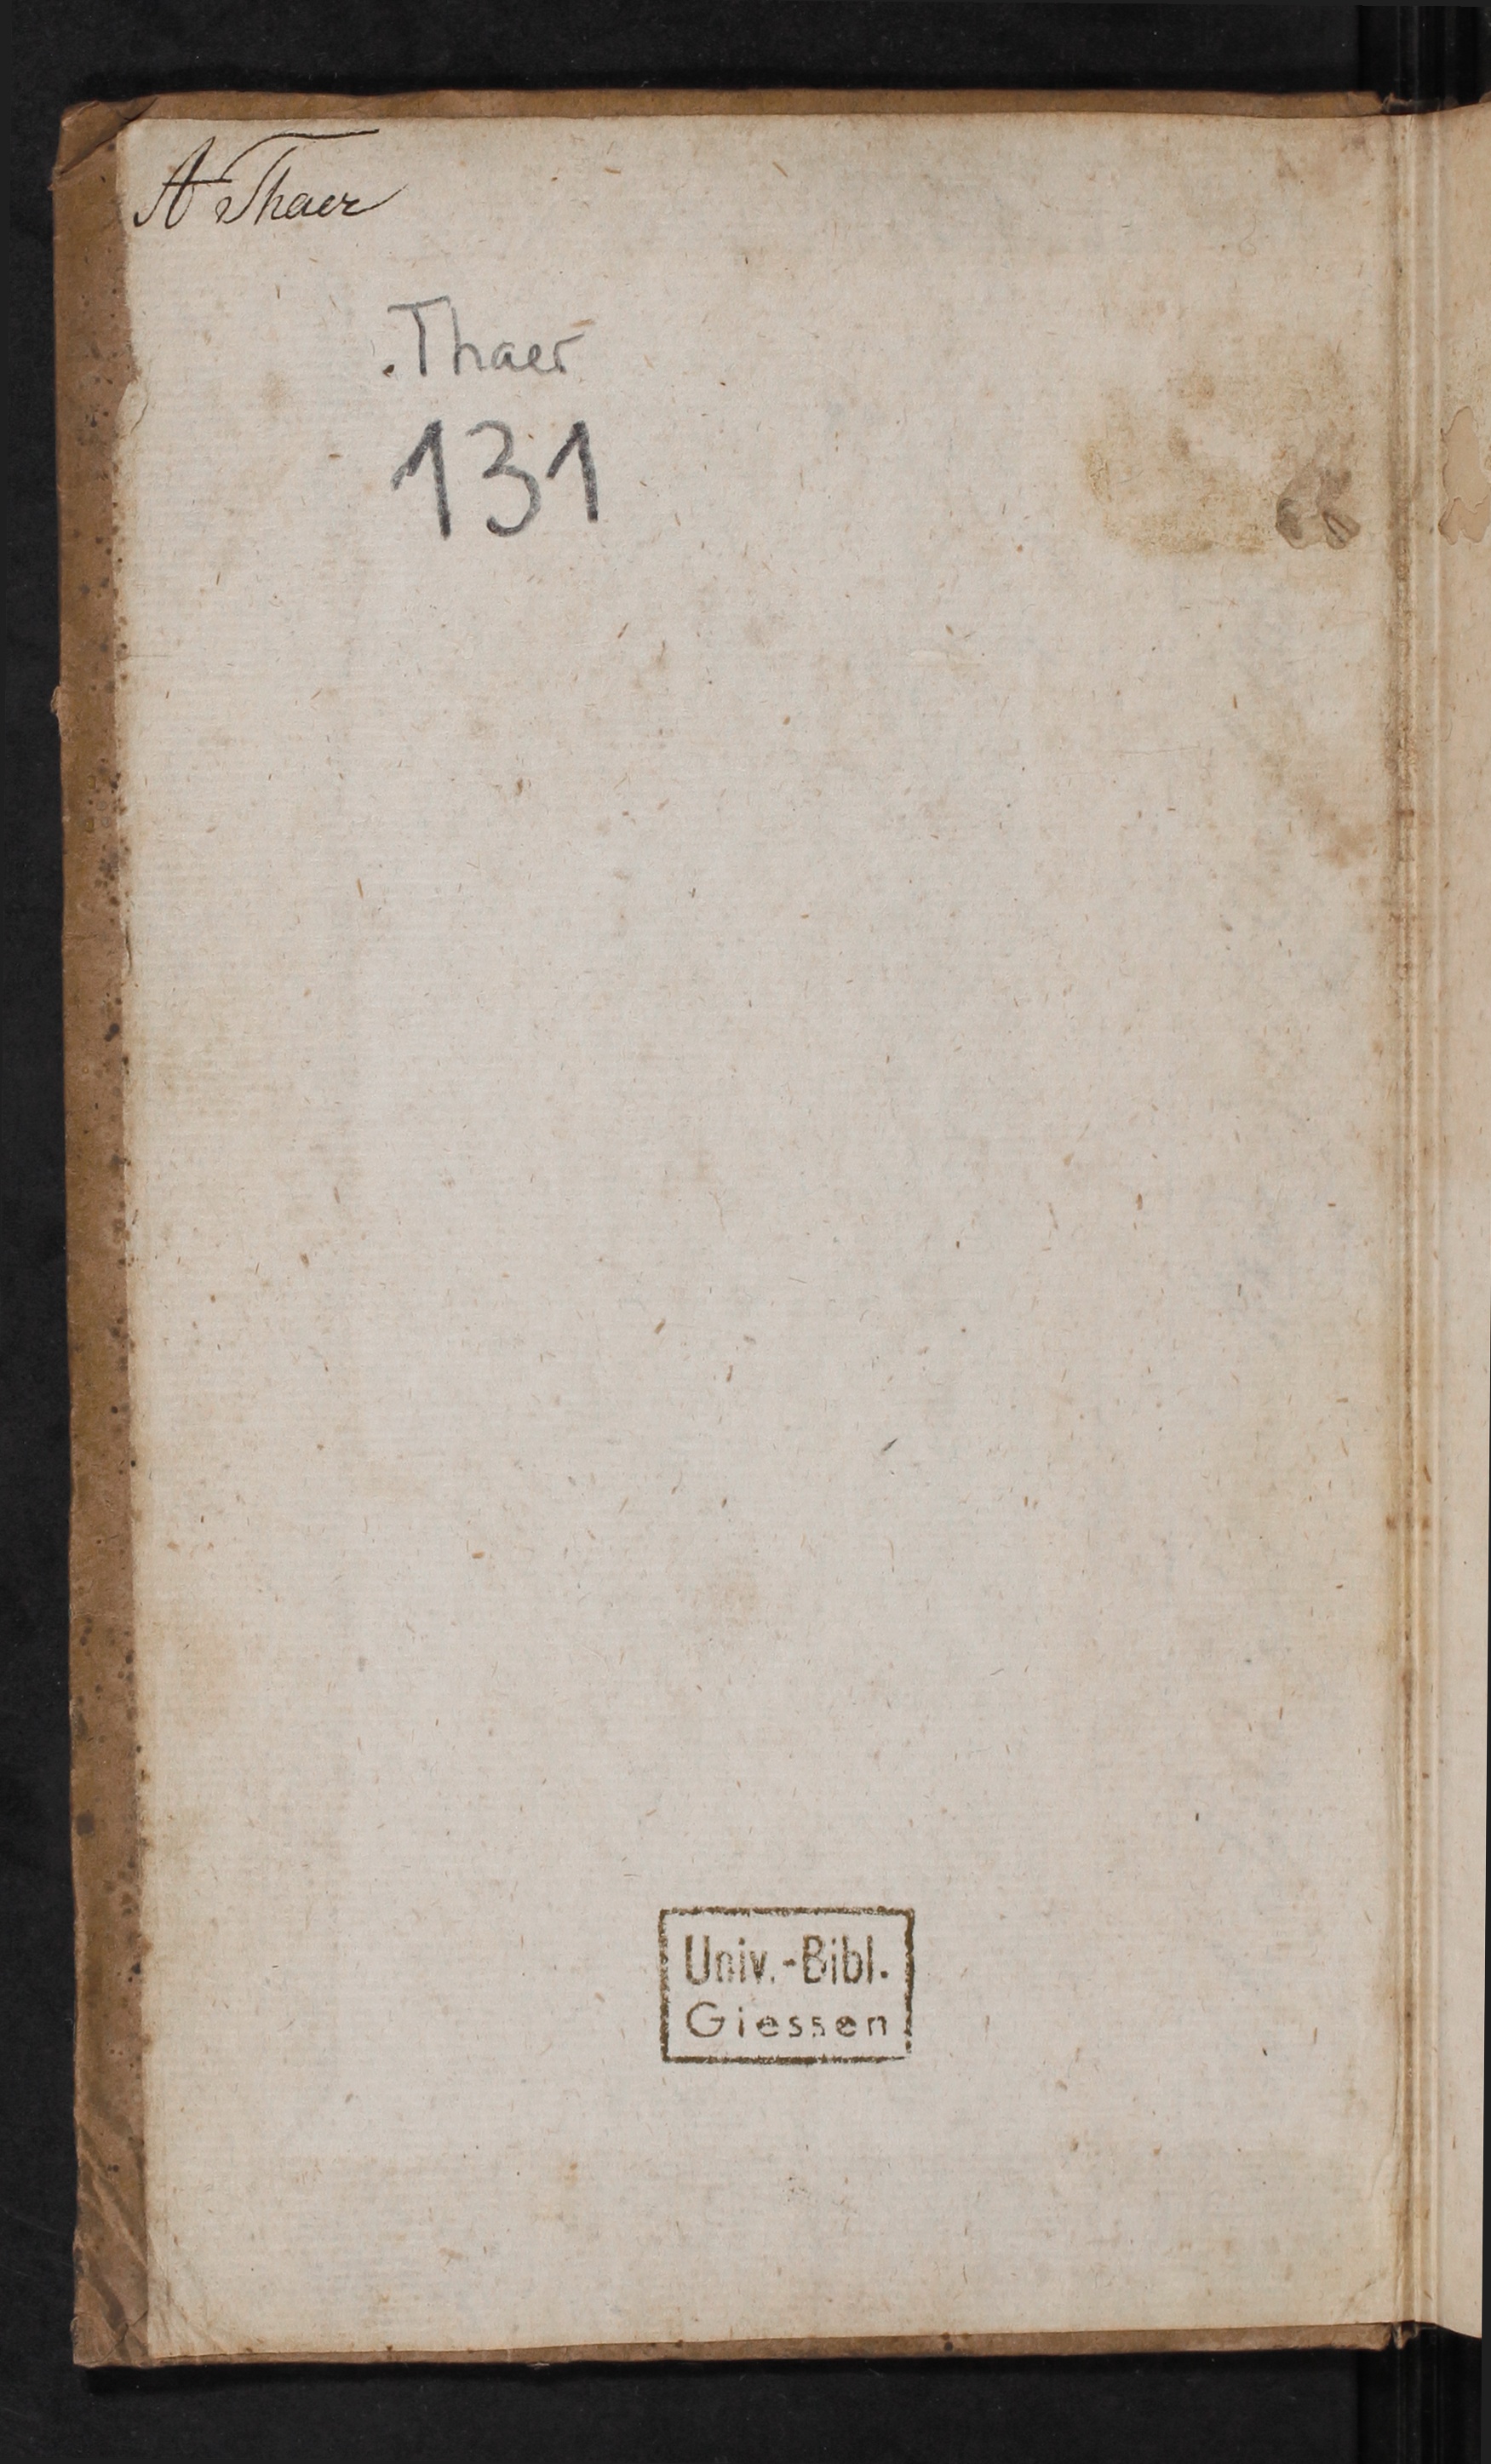 A Thaer
Thaer
131
Univ.-Bibl.
Giessen